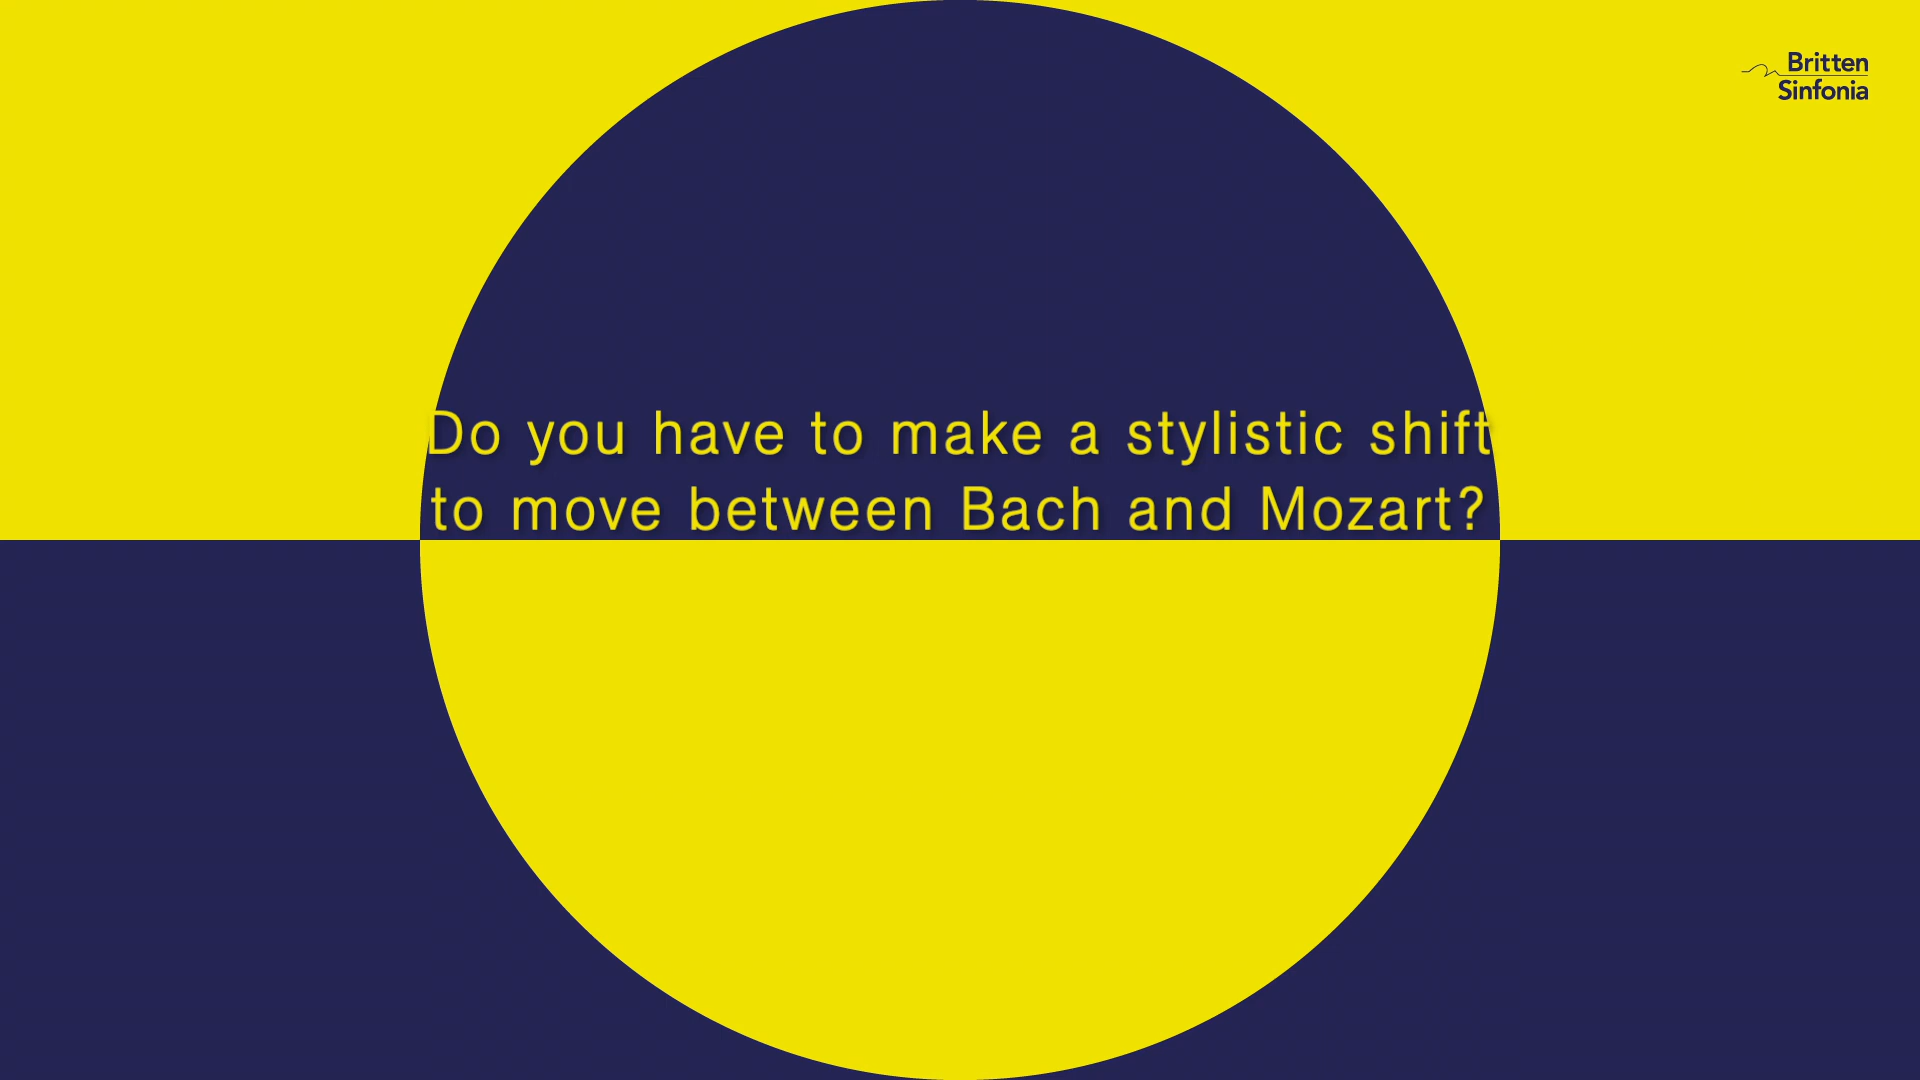 Britten
Sinfonia
Do you have to make a stylistic shift
to move between Bach and Mozart?